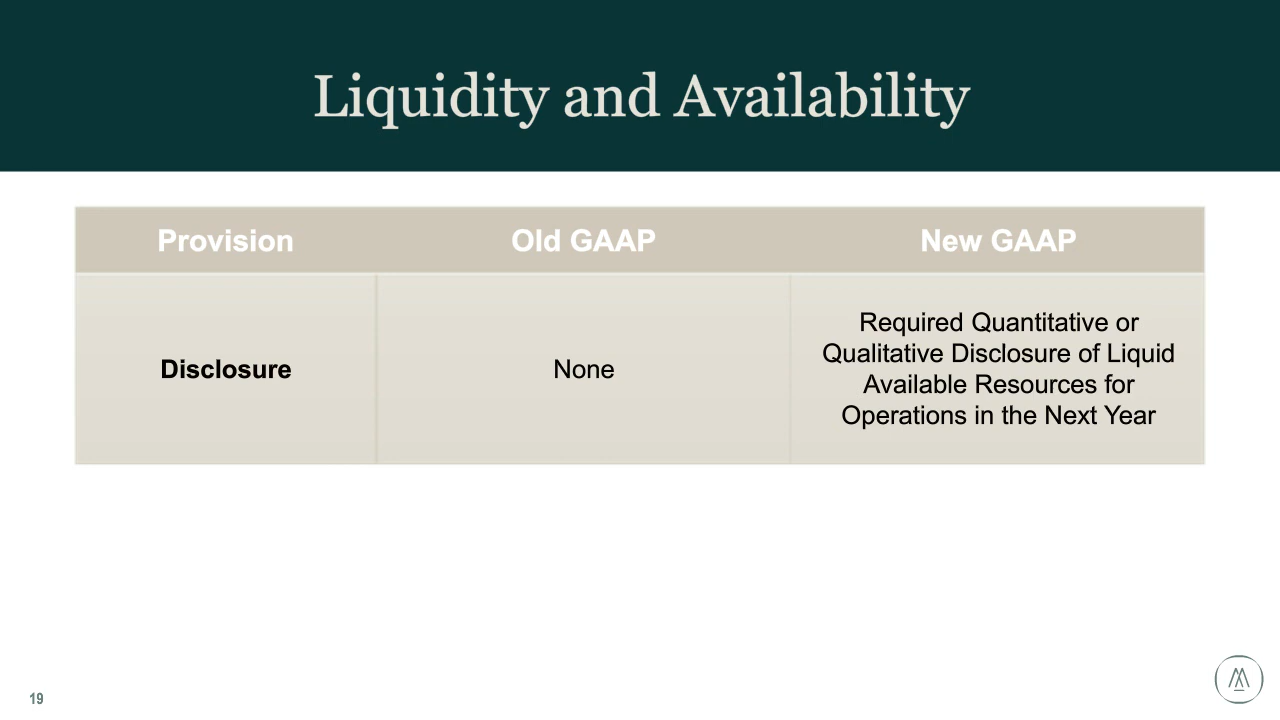 Liquidity and Availability
Provision
Old GAAP
New GAAP
Disclosure
None
Required Quantitative or
Qualitative Disclosure of Liquid
Available Resources for
Operations in the Next Year
19